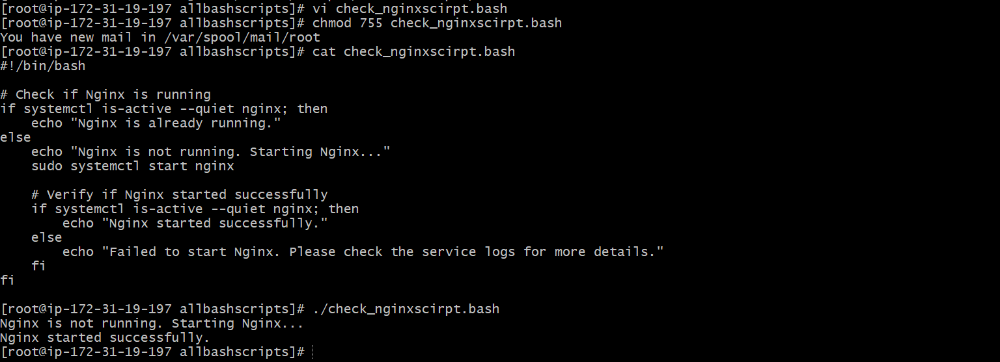 [root@ip-172-31-19-197 allbashscripts]# vi check_nginxscirpt.bash
[root@ip-172-31-19-197 allbashscripts]# chmod 755 check_nginxscirpt.bash
You have new mail in /var/spool/mail/root
[root@ip-172-31-19-197 allbashscripts]# cat check_nginxscirpt.bash
#!/bin/bash

# Check if Nginx is running
if systemctl is-active --quiet nginx; then
    echo "Nginx is already running."
else
    echo "Nginx is not running. Starting Nginx..."
    sudo systemctl start nginx

    # Verify if Nginx started successfully
    if systemctl is-active --quiet nginx; then
        echo "Nginx started successfully."
    else
        echo "Failed to start Nginx. Please check the service logs for more details."
    fi
fi

[root@ip-172-31-19-197 allbashscripts]# ./check_nginxscirpt.bash
Nginx is not running. Starting Nginx...
Nginx started successfully.
[root@ip-172-31-19-197 allbashscripts]#